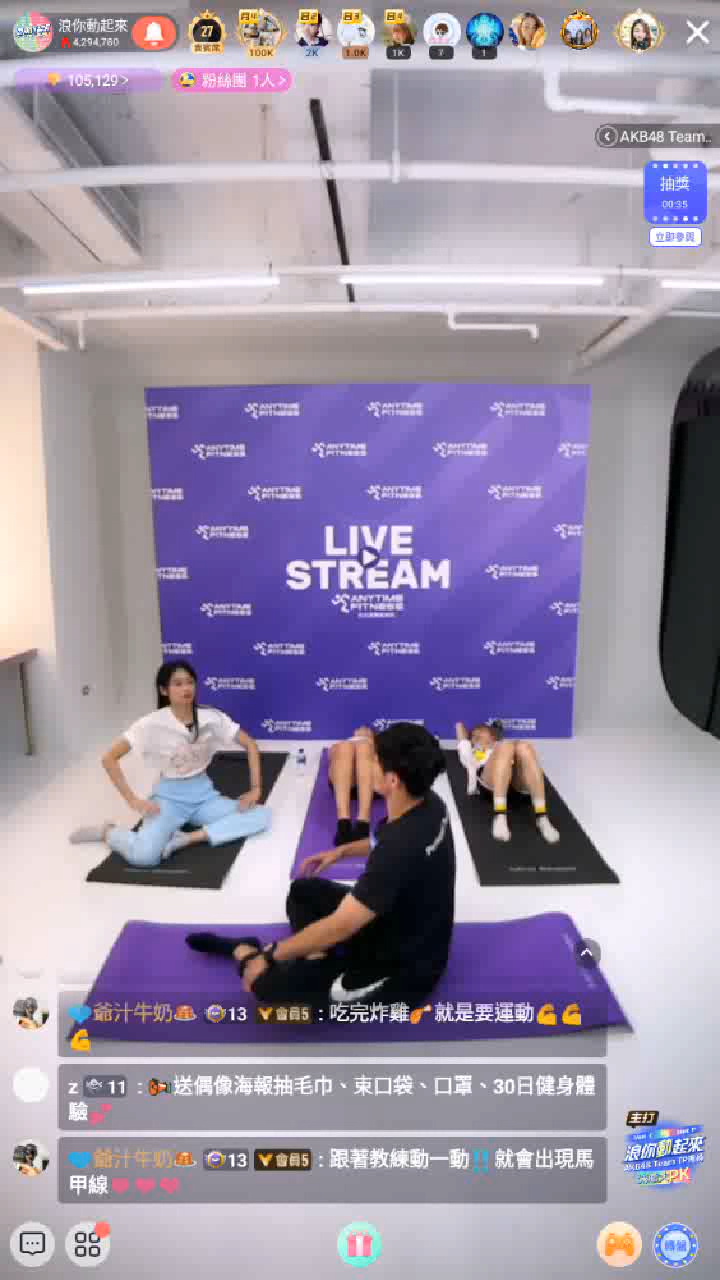 浪你動起來
4,294,760
27
貴賓席
100K
2K
1.0K
1K
7
1
105,129 >
粉絲團 1人 >
AKB48 Team..
抽獎
00:35
立即參與
ANYTIME FITNESS
LIVE
STREAM
ANYTIME
FITNESS
爺汁牛奶 13 會員5 : 吃完炸雞🍗就是要運動💪💪
💪
z 11 : 送偶像海報抽毛巾、束口袋、口罩、30日健身體
驗💕
爺汁牛奶 13 會員5 : 跟著教練動一動‼️就會出現馬
甲線❤❤❤
主打
浪你動起來
AKB48 Team TP
PK
轉盤